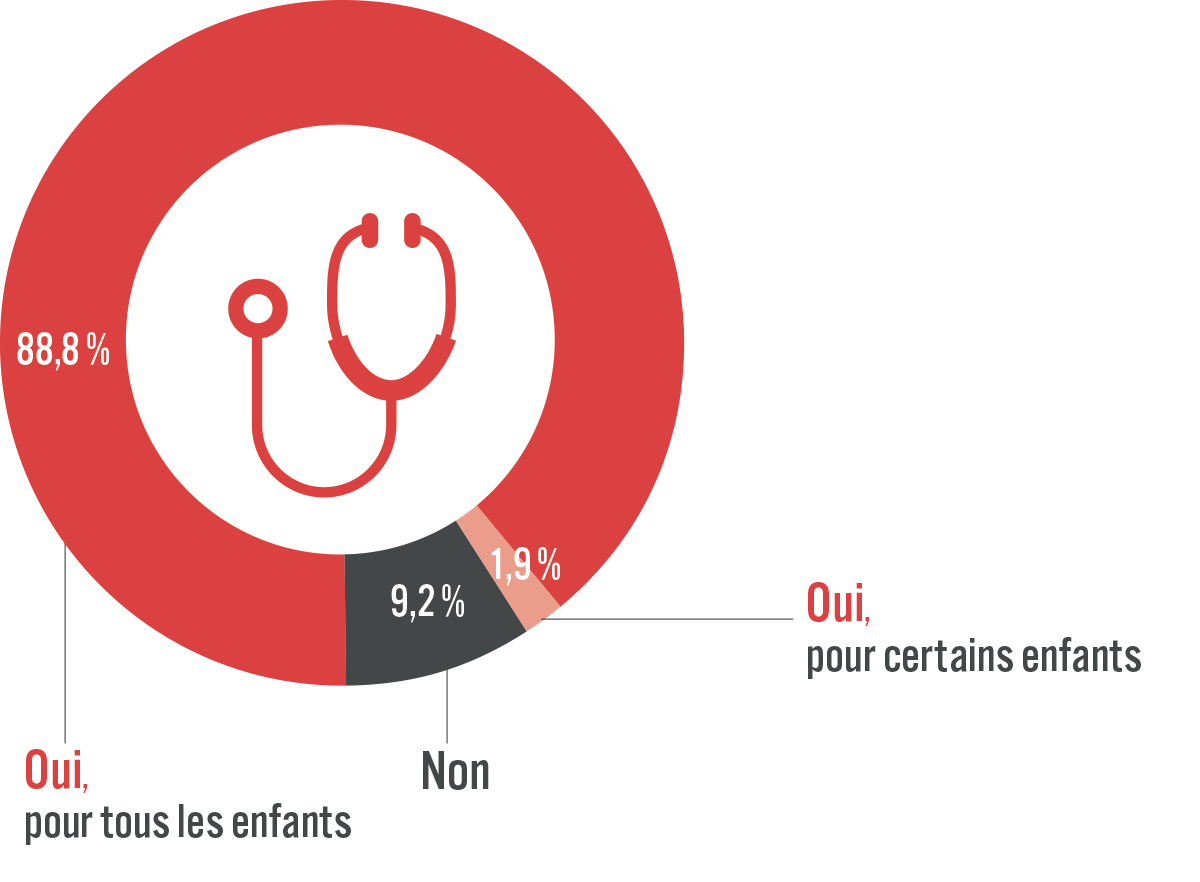 88,8 %
1,9 %
9,2 %
Oui,
pour certains enfants
Oui,
pour tous les enfants
Non